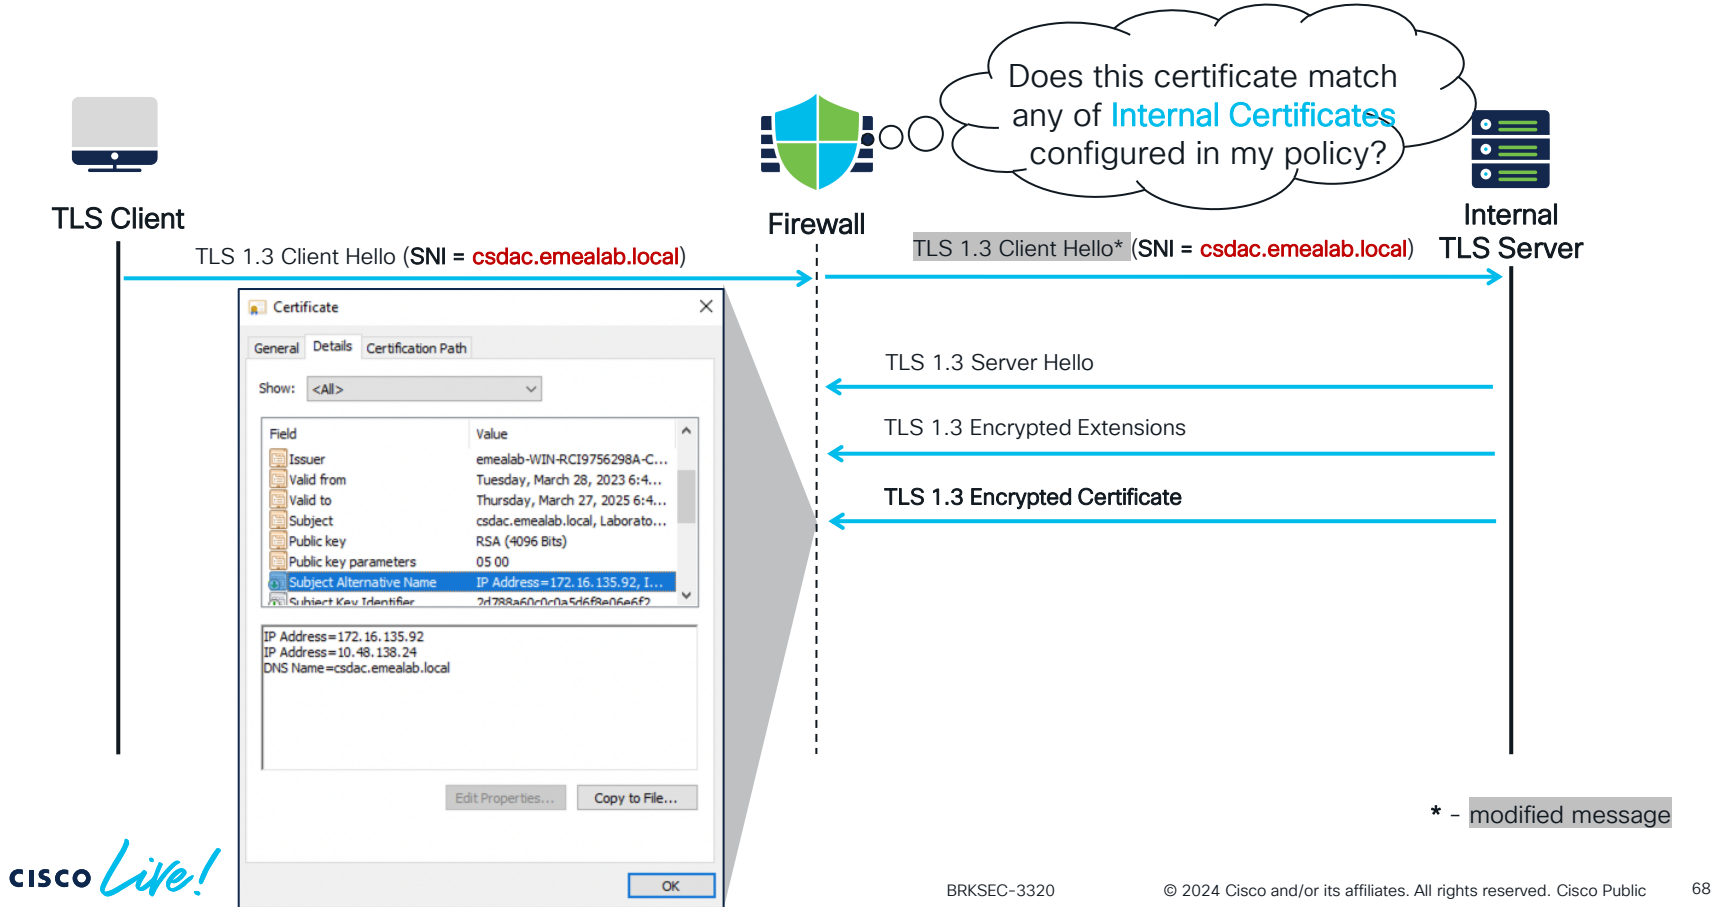 Does this certificate match
any of Internal Certificates
configured in my policy?
TLS Client
Firewall
Internal
TLS Server
TLS 1.3 Client Hello (SNI = csdac.emealab.local)
TLS 1.3 Client Hello* (SNI = csdac.emealab.local)
Certificate
General Details Certification Path
Show: <All>
Field Value
Issuer emealab-WIN-RCI9756298A-C...
Valid from Tuesday, March 28, 2023 6:4...
Valid to Thursday, March 27, 2025 6:4...
Subject csdac.emealab.local, Laborato...
Public key RSA (4096 Bits)
Public key parameters 05 00
Subject Alternative Name IP Address=172.16.135.92, I...
Subject Key Identifier 2d788a60c0c0a5d6f8e06e6f2
IP Address=172.16.135.92
IP Address=10.48.138.24
DNS Name=csdac.emealab.local
Edit Properties... Copy to File...
OK
TLS 1.3 Server Hello
TLS 1.3 Encrypted Extensions
TLS 1.3 Encrypted Certificate
* - modified message
CISCO Live!
BRKSEC-3320
© 2024 Cisco and/or its affiliates. All rights reserved. Cisco Public
68